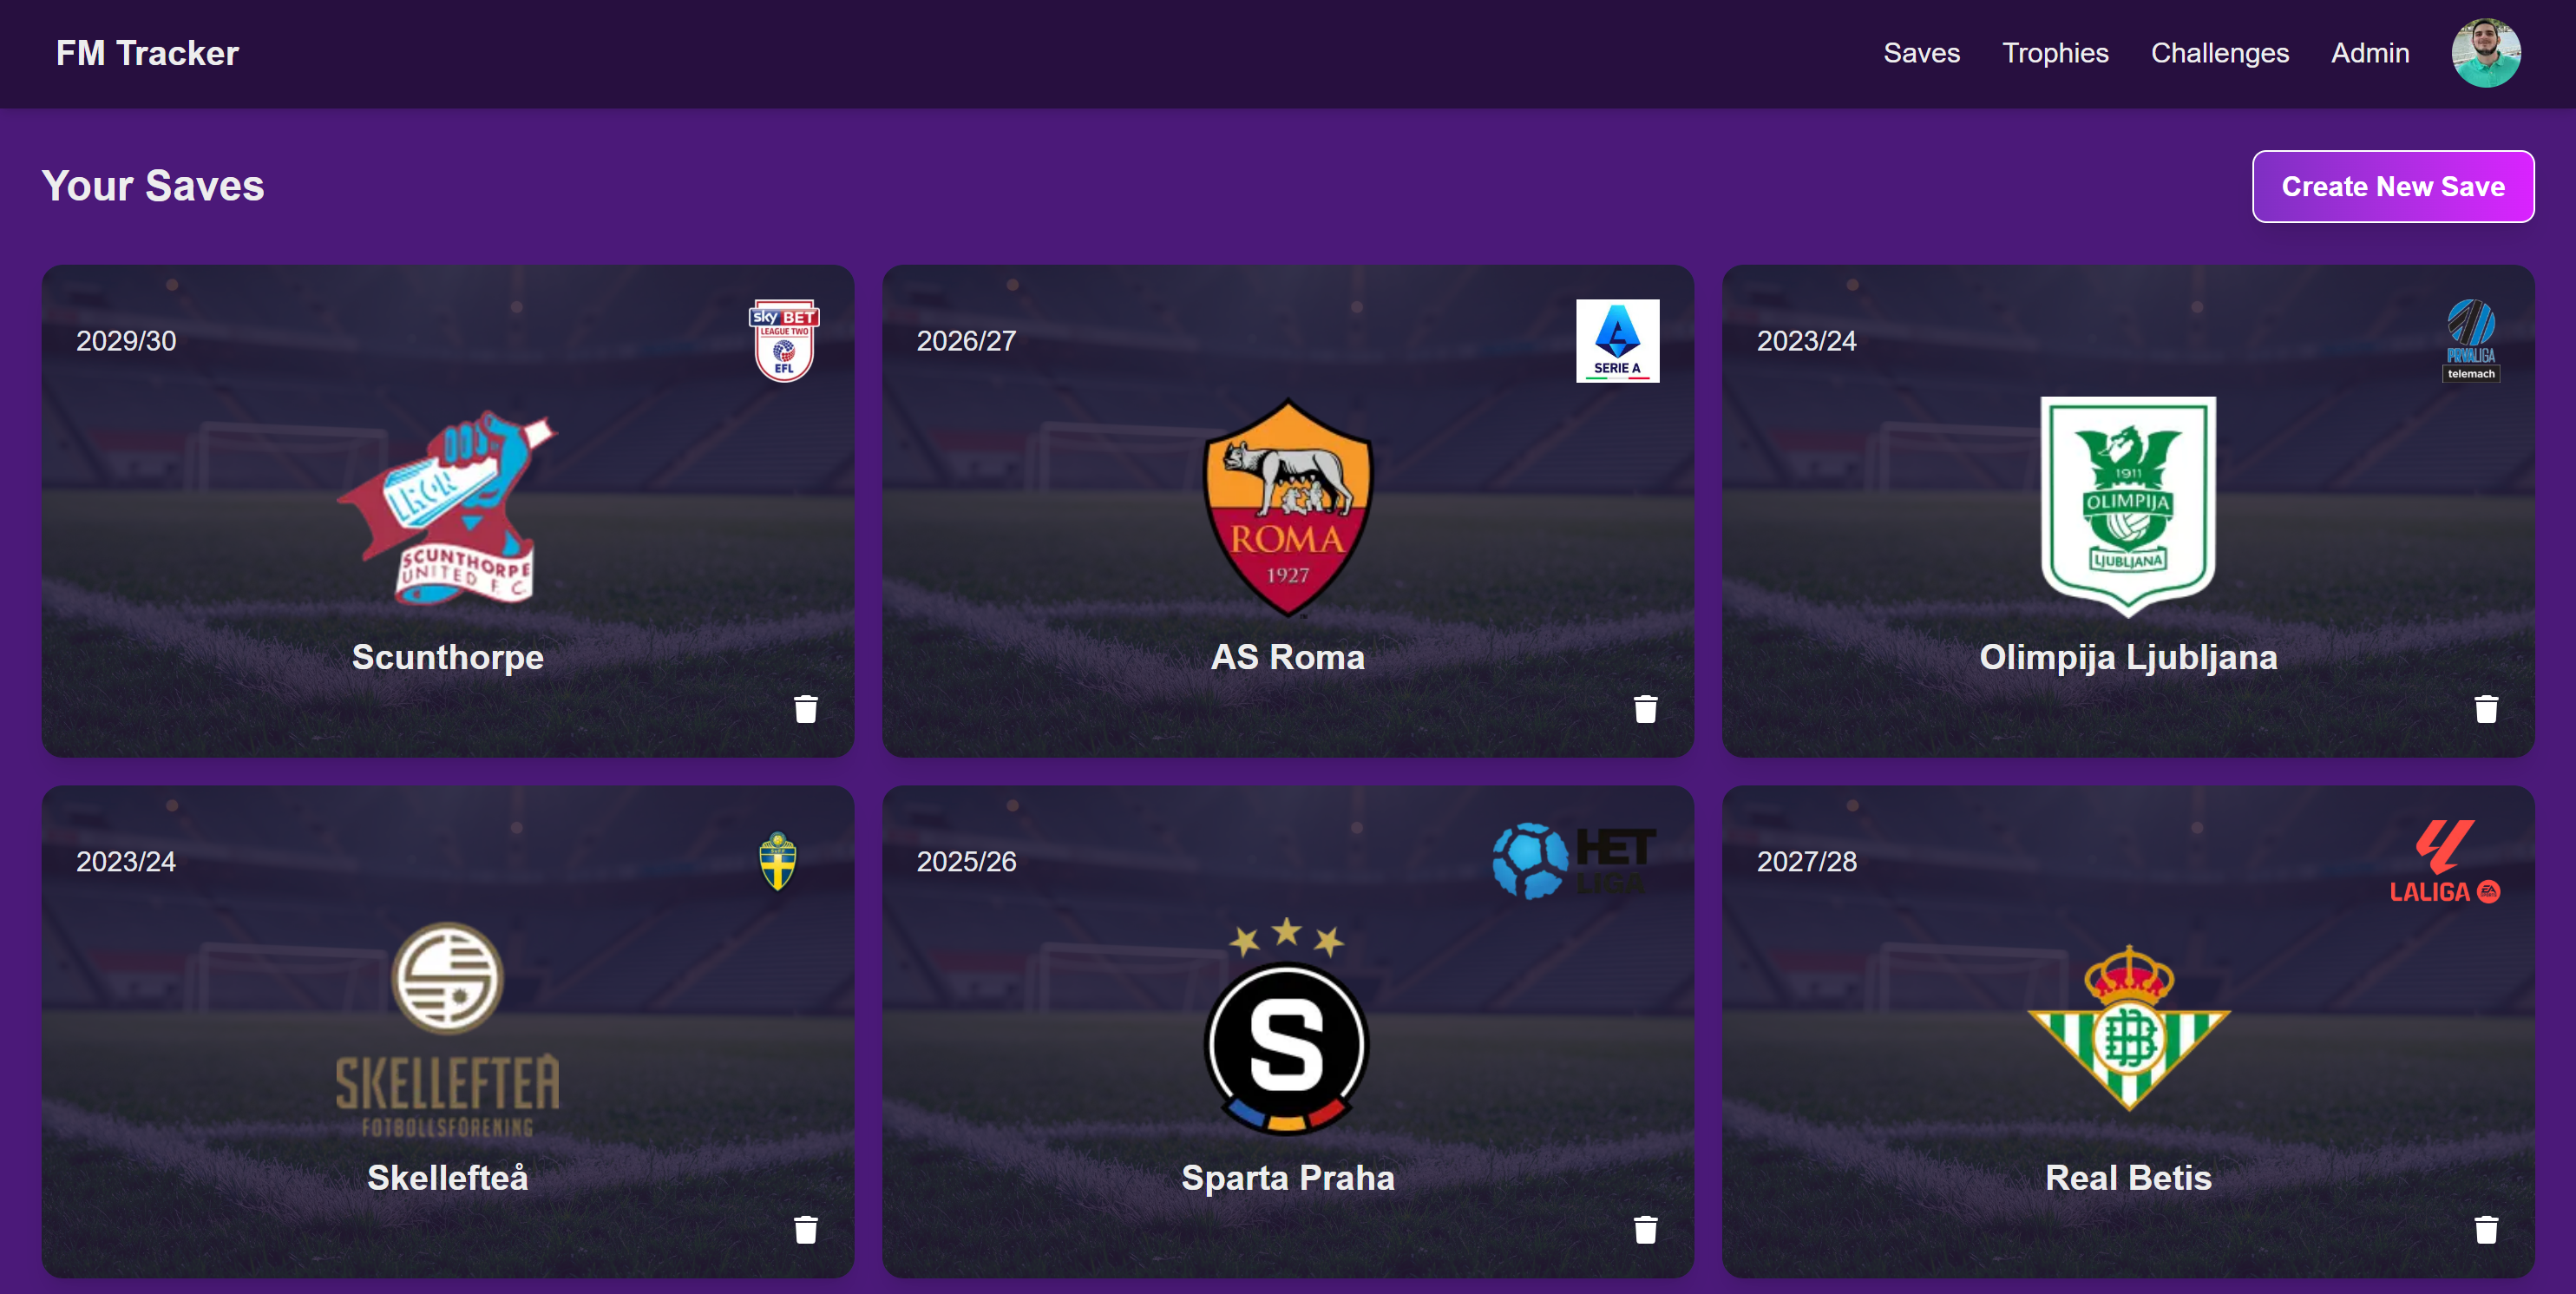 FM Tracker
Saves
Trophies
Challenges
Admin
Your Saves
Create New Save
2029/30
sky BET
LEAGUE TWO
EFL
SCUNTHORPE
UNITED F. C.
Scunthorpe
2026/27
SERIE A
ROMA
1927
AS Roma
2023/24
PRVALIGA
telemach
1911
OLIMPIJA
LJUBLJANA
Olimpija Ljubljana
2023/24
SKELLEFTEÅ
FOTBOLLSFÖRENING
Skellefteå
2025/26
HET
LIGA
S
Sparta Praha
2027/28
LALIGA
EA
Real Betis